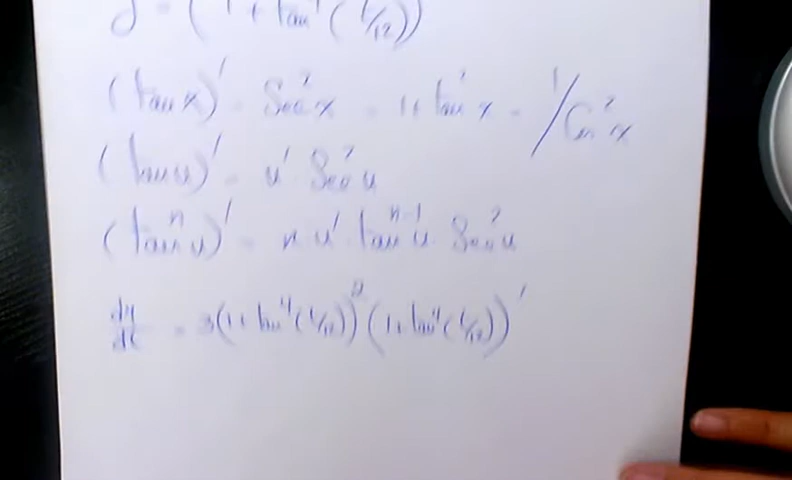 y = (1 + tan⁴(t/12))
(tan x)' = Sec²x = 1+ tan²x = 1/Cos²x
(tan u)' = u' Sec²u
(tanⁿu)' = n u' tanⁿ⁻¹u Sec²u
dy/dt = 3(1+ tan⁴(t/12))² (1+ tan⁴(t/12))'